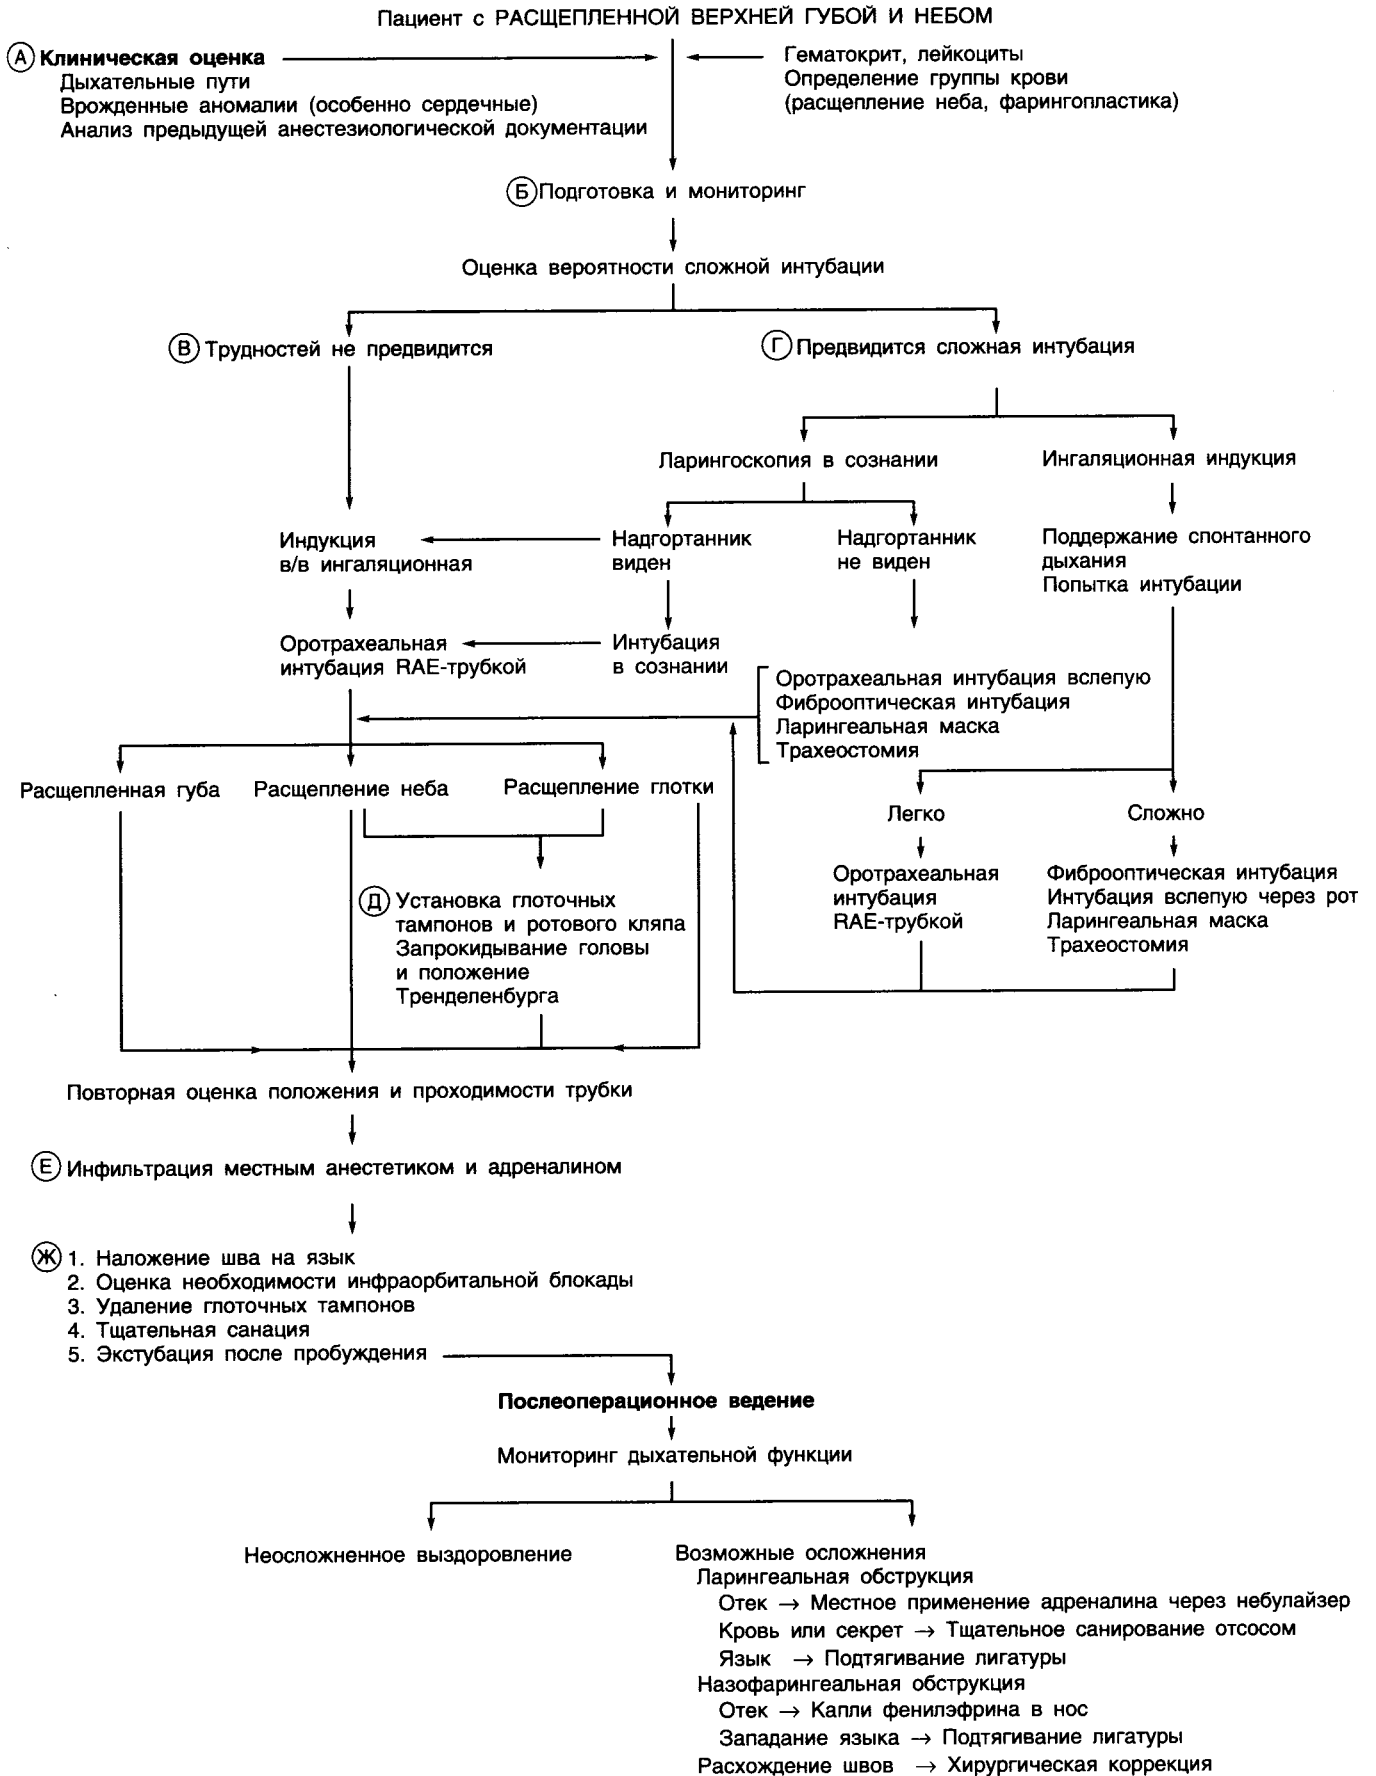 Пациент с РАСЩЕПЛЕННОЙ ВЕРХНЕЙ ГУБОЙ И НЕБОМ
А Клиническая оценка
Дыхательные пути
Врожденные аномалии (особенно сердечные)
Анализ предыдущей анестезиологической документации
Гематокрит, лейкоциты
Определение группы крови
(расщепление неба, фарингопластика)
Б Подготовка и мониторинг
Оценка вероятности сложной интубации
В Трудностей не предвидится
Г Предвидится сложная интубация
Ларингоскопия в сознании
Ингаляционная индукция
Индукция
в/в ингаляционная
Надгортанник
виден
Надгортанник
не виден
Поддержание спонтанного
дыхания
Попытка интубации
Оротрахеальная
интубация RAE-трубкой
Интубация
в сознании
Оротрахеальная интубация вслепую
Фиброоптическая интубация
Ларингеальная маска
Трахеостомия
Расщепленная губа
Расщепление неба
Расщепление глотки
Легко
Сложно
Оротрахеальная
интубация
RAE-трубкой
Фиброоптическая интубация
Интубация вслепую через рот
Ларингеальная маска
Трахеостомия
Д Установка глоточных
тампонов и ротового кляпа
Запрокидывание головы
и положение
Тренделенбурга
Повторная оценка положения и проходимости трубки
Е Инфильтрация местным анестетиком и адреналином
Ж 1. Наложение шва на язык
2. Оценка необходимости инфраорбитальной блокады
3. Удаление глоточных тампонов
4. Тщательная санация
5. Экстубация после пробуждения
Послеоперационное ведение
Мониторинг дыхательной функции
Неосложненное выздоровление
Возможные осложнения
Ларингеальная обструкция
Отек → Местное применение адреналина через небулайзер
Кровь или секрет → Тщательное санирование отсосом
Язык → Подтягивание лигатуры
Назофарингеальная обструкция
Отек → Капли фенилэфрина в нос
Западание языка → Подтягивание лигатуры
Расхождение швов → Хирургическая коррекция